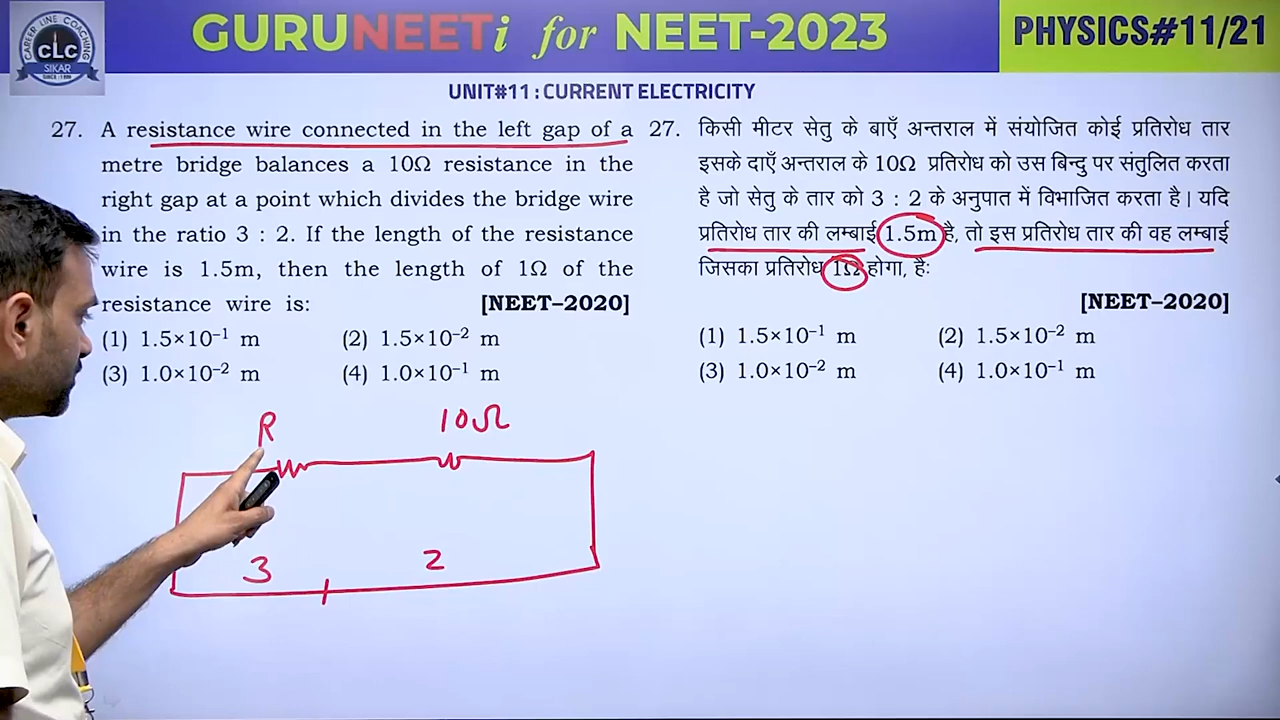 CAREER LINE COACHING
CLC
SIKAR
SINCE : 1996
GURUNEETi for NEET-2023
PHYSICS#11/21
UNIT#11 : CURRENT ELECTRICITY
27. A resistance wire connected in the left gap of a
metre bridge balances a 10Ω resistance in the
right gap at a point which divides the bridge wire
in the ratio 3 : 2. If the length of the resistance
wire is 1.5m, then the length of 1Ω of the
resistance wire is: [NEET–2020]
(1) 1.5×10⁻¹ m (2) 1.5×10⁻² m
(3) 1.0×10⁻² m (4) 1.0×10⁻¹ m
27. किसी मीटर सेतु के बाएँ अन्तराल में संयोजित कोई प्रतिरोध तार
इसके दाएँ अन्तराल के 10Ω प्रतिरोध को उस बिन्दु पर संतुलित करता
है जो सेतु के तार को 3 : 2 के अनुपात में विभाजित करता है। यदि
प्रतिरोध तार की लम्बाई 1.5m है, तो इस प्रतिरोध तार की वह लम्बाई
जिसका प्रतिरोध 1Ω होगा, है:
[NEET–2020]
(1) 1.5×10⁻¹ m (2) 1.5×10⁻² m
(3) 1.0×10⁻² m (4) 1.0×10⁻¹ m
R 10Ω
3 2